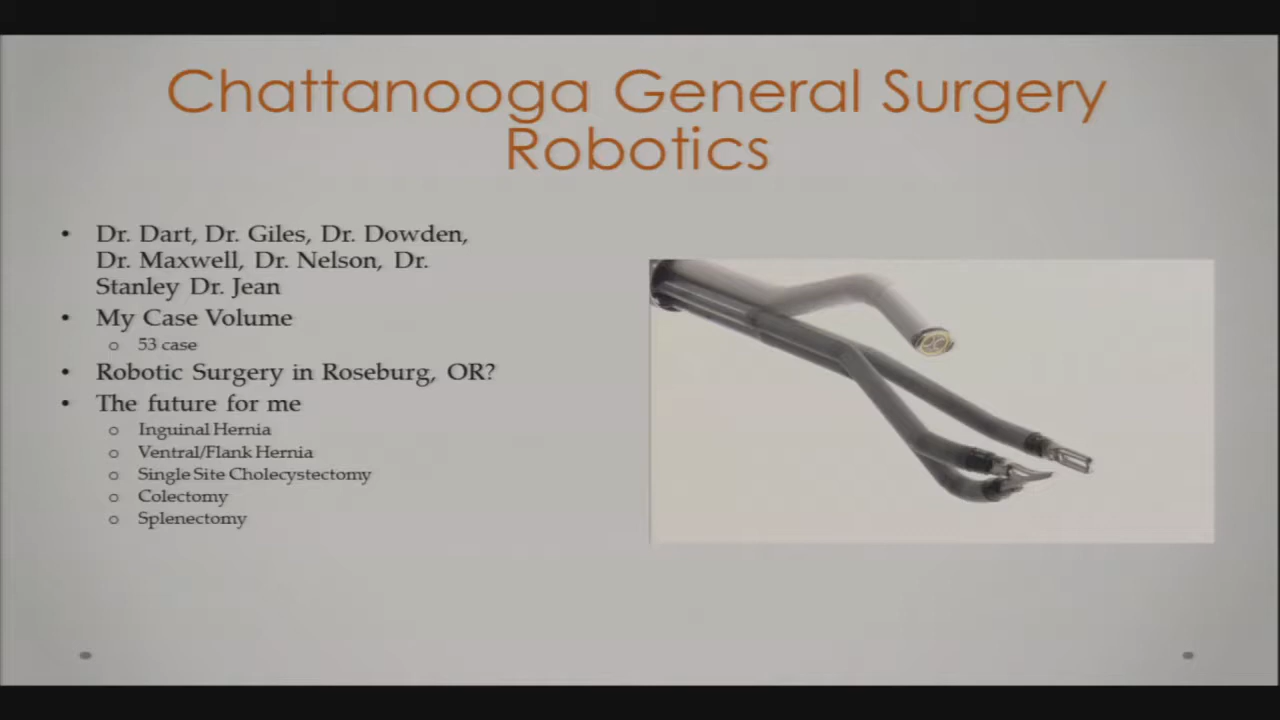 Chattanooga General Surgery
Robotics
• Dr. Dart, Dr. Giles, Dr. Dowden,
Dr. Maxwell, Dr. Nelson, Dr.
Stanley Dr. Jean
• My Case Volume
o 53 case
• Robotic Surgery in Roseburg, OR?
• The future for me
o Inguinal Hernia
o Ventral/Flank Hernia
o Single Site Cholecystectomy
o Colectomy
o Splenectomy